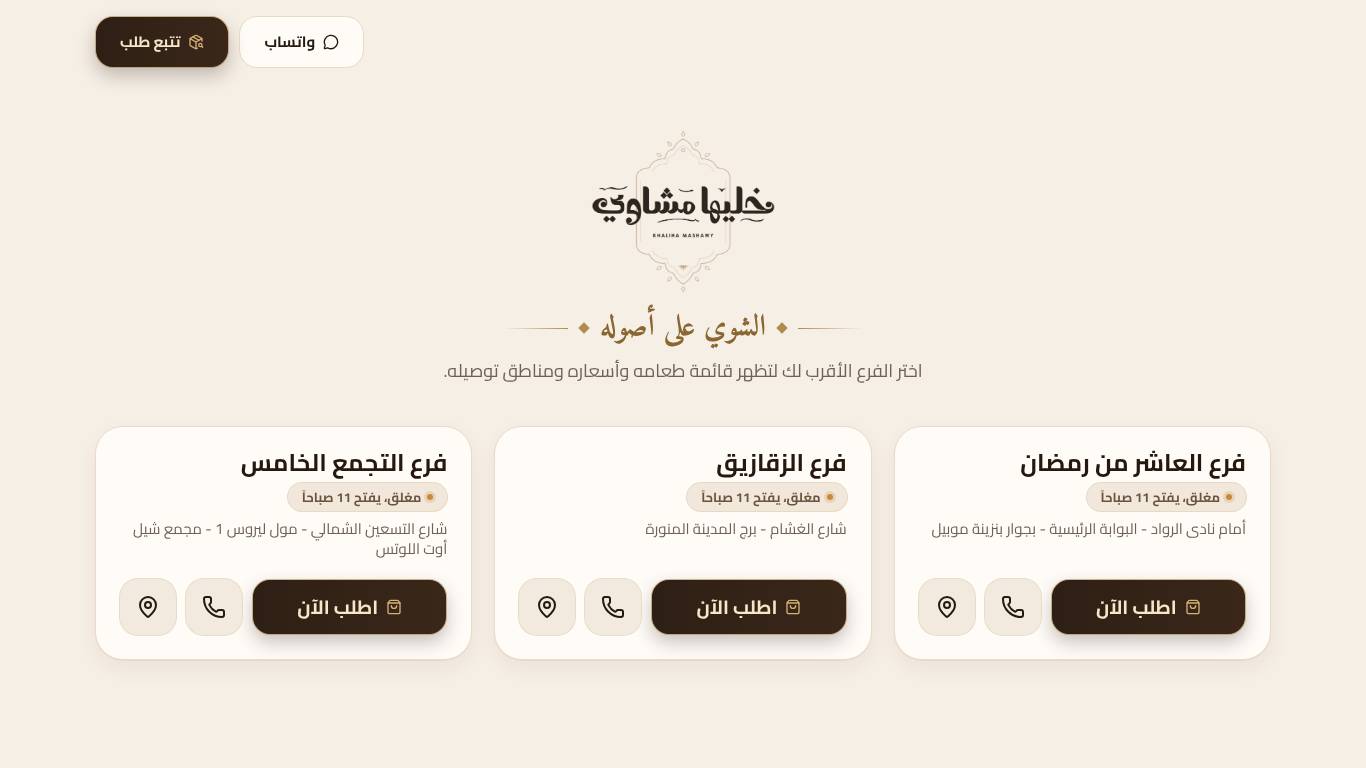 واتساب
تتبع طلب
خليها مشاوي
KHALIHA MASHAWY
الشوي على أصوله
اختر الفرع الأقرب لك لتظهر قائمة طعامه وأسعاره ومناطق توصيله.
فرع العاشر من رمضان
مغلق، يفتح 11 صباحاً
أمام نادى الرواد - البوابة الرئيسية - بجوار بنزينة موبيل
اطلب الآن
فرع الزقازيق
مغلق، يفتح 11 صباحاً
شارع الغشام - برج المدينة المنورة
اطلب الآن
فرع التجمع الخامس
مغلق، يفتح 11 صباحاً
شارع التسعين الشمالي - مول ليروس 1 - مجمع شيل
أوت اللوتس
اطلب الآن